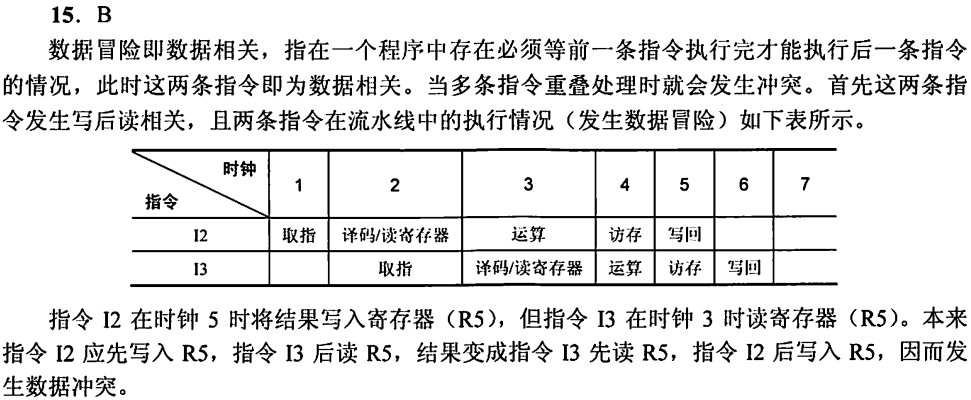 15. B
数据冒险即数据相关，指在一个程序中存在必须等前一条指令执行完才能执行后一条指令
的情况，此时这两条指令即为数据相关。当多条指令重叠处理时就会发生冲突。首先这两条指
令发生写后读相关，且两条指令在流水线中的执行情况（发生数据冒险）如下表所示。
时钟
指令 1 2 3 4 5 6 7
I2 取指 译码/读寄存器 运算 访存 写回
I3 取指 译码/读寄存器 运算 访存 写回
指令 I2 在时钟 5 时将结果写入寄存器（R5），但指令 I3 在时钟 3 时读寄存器（R5）。本来
指令 I2 应先写入 R5，指令 I3 后读 R5，结果变成指令 I3 先读 R5，指令 I2 后写入 R5，因而发
生数据冲突。